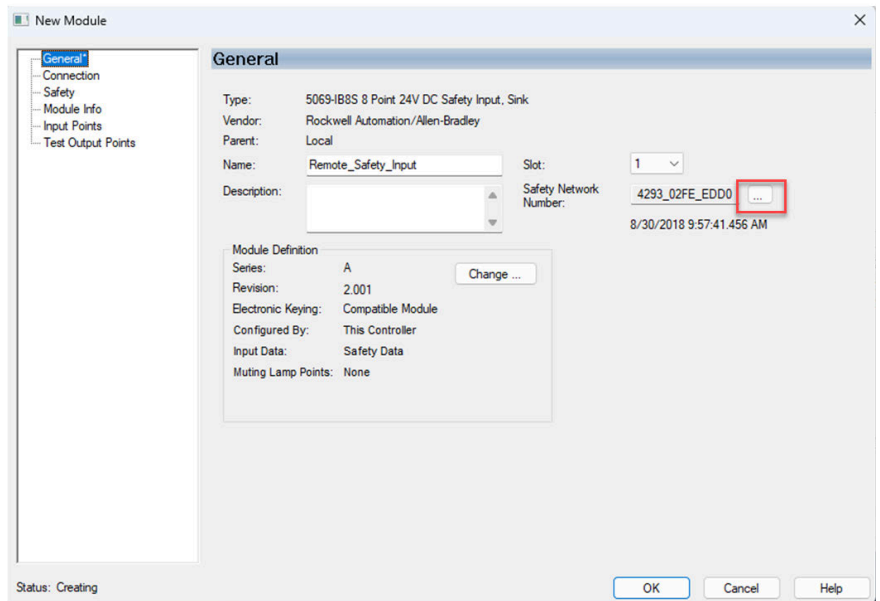 New Module
General*
Connection
Safety
Module Info
Input Points
Test Output Points
General
Type: 5069-IB8S 8 Point 24V DC Safety Input, Sink
Vendor: Rockwell Automation/Allen-Bradley
Parent: Local
Name: Remote_Safety_Input Slot: 1
Description: Safety Network Number: 4293_02FE_EDD0 ...
8/30/2018 9:57:41.456 AM
Module Definition
Series: A Change ...
Revision: 2.001
Electronic Keying: Compatible Module
Configured By: This Controller
Input Data: Safety Data
Muting Lamp Points: None
Status: Creating OK Cancel Help